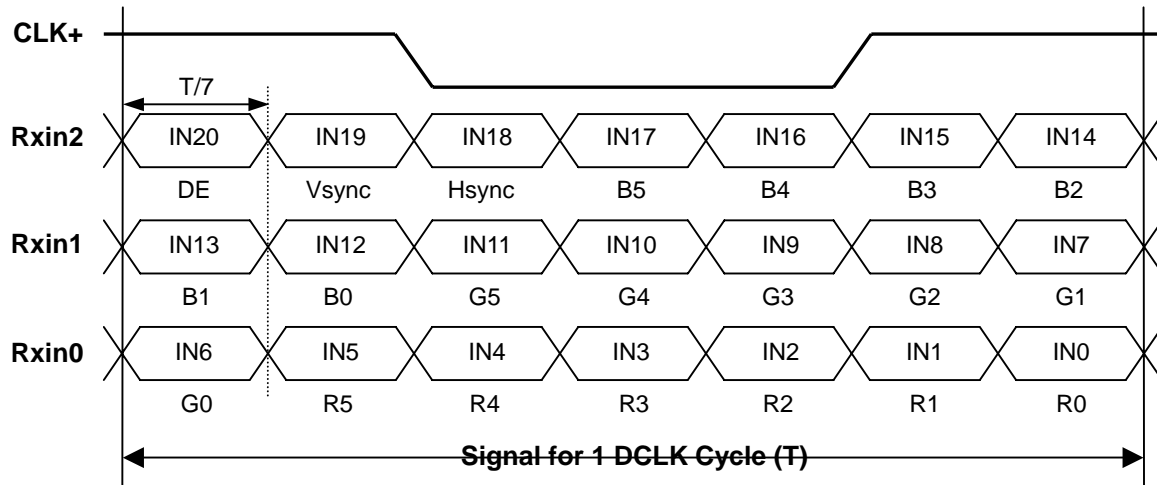 CLK+
T/7
Rxin2 IN20 IN19 IN18 IN17 IN16 IN15 IN14
DE Vsync Hsync B5 B4 B3 B2
Rxin1 IN13 IN12 IN11 IN10 IN9 IN8 IN7
B1 B0 G5 G4 G3 G2 G1
Rxin0 IN6 IN5 IN4 IN3 IN2 IN1 IN0
G0 R5 R4 R3 R2 R1 R0
Signal for 1 DCLK Cycle (T)